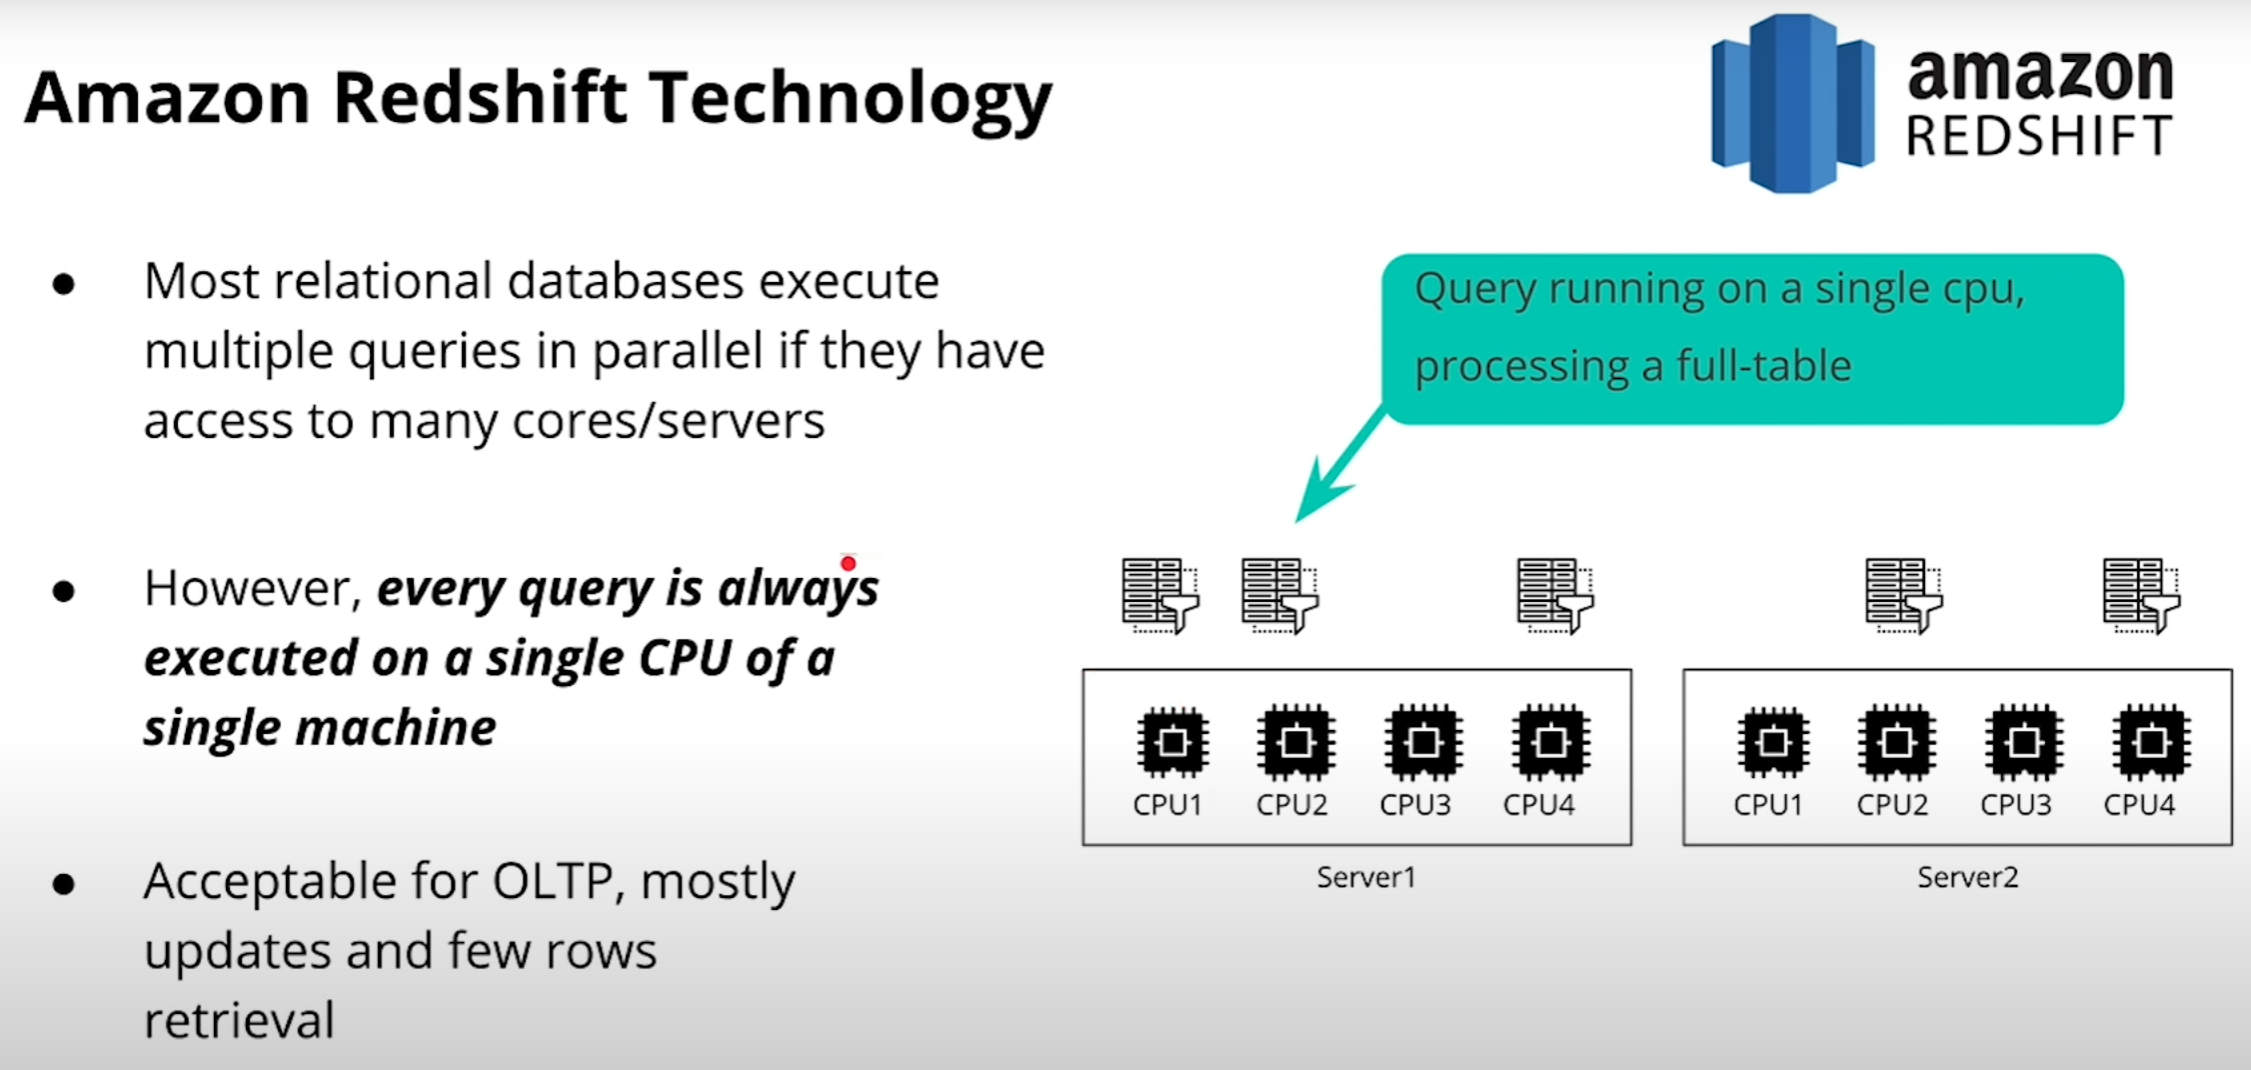 Amazon Redshift Technology
amazon
REDSHIFT
● Most relational databases execute
multiple queries in parallel if they have
access to many cores/servers
● However, every query is always
executed on a single CPU of a
single machine
● Acceptable for OLTP, mostly
updates and few rows
retrieval
Query running on a single cpu,
processing a full-table
CPU1 CPU2 CPU3 CPU4
Server1
CPU1 CPU2 CPU3 CPU4
Server2